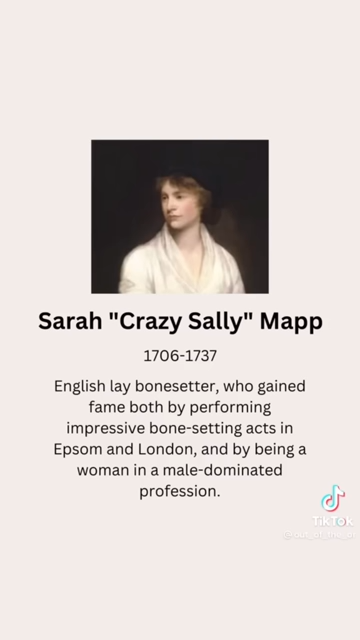 Sarah "Crazy Sally" Mapp
1706-1737
English lay bonesetter, who gained
fame both by performing
impressive bone-setting acts in
Epsom and London, and by being a
woman in a male-dominated
profession.
TikTok